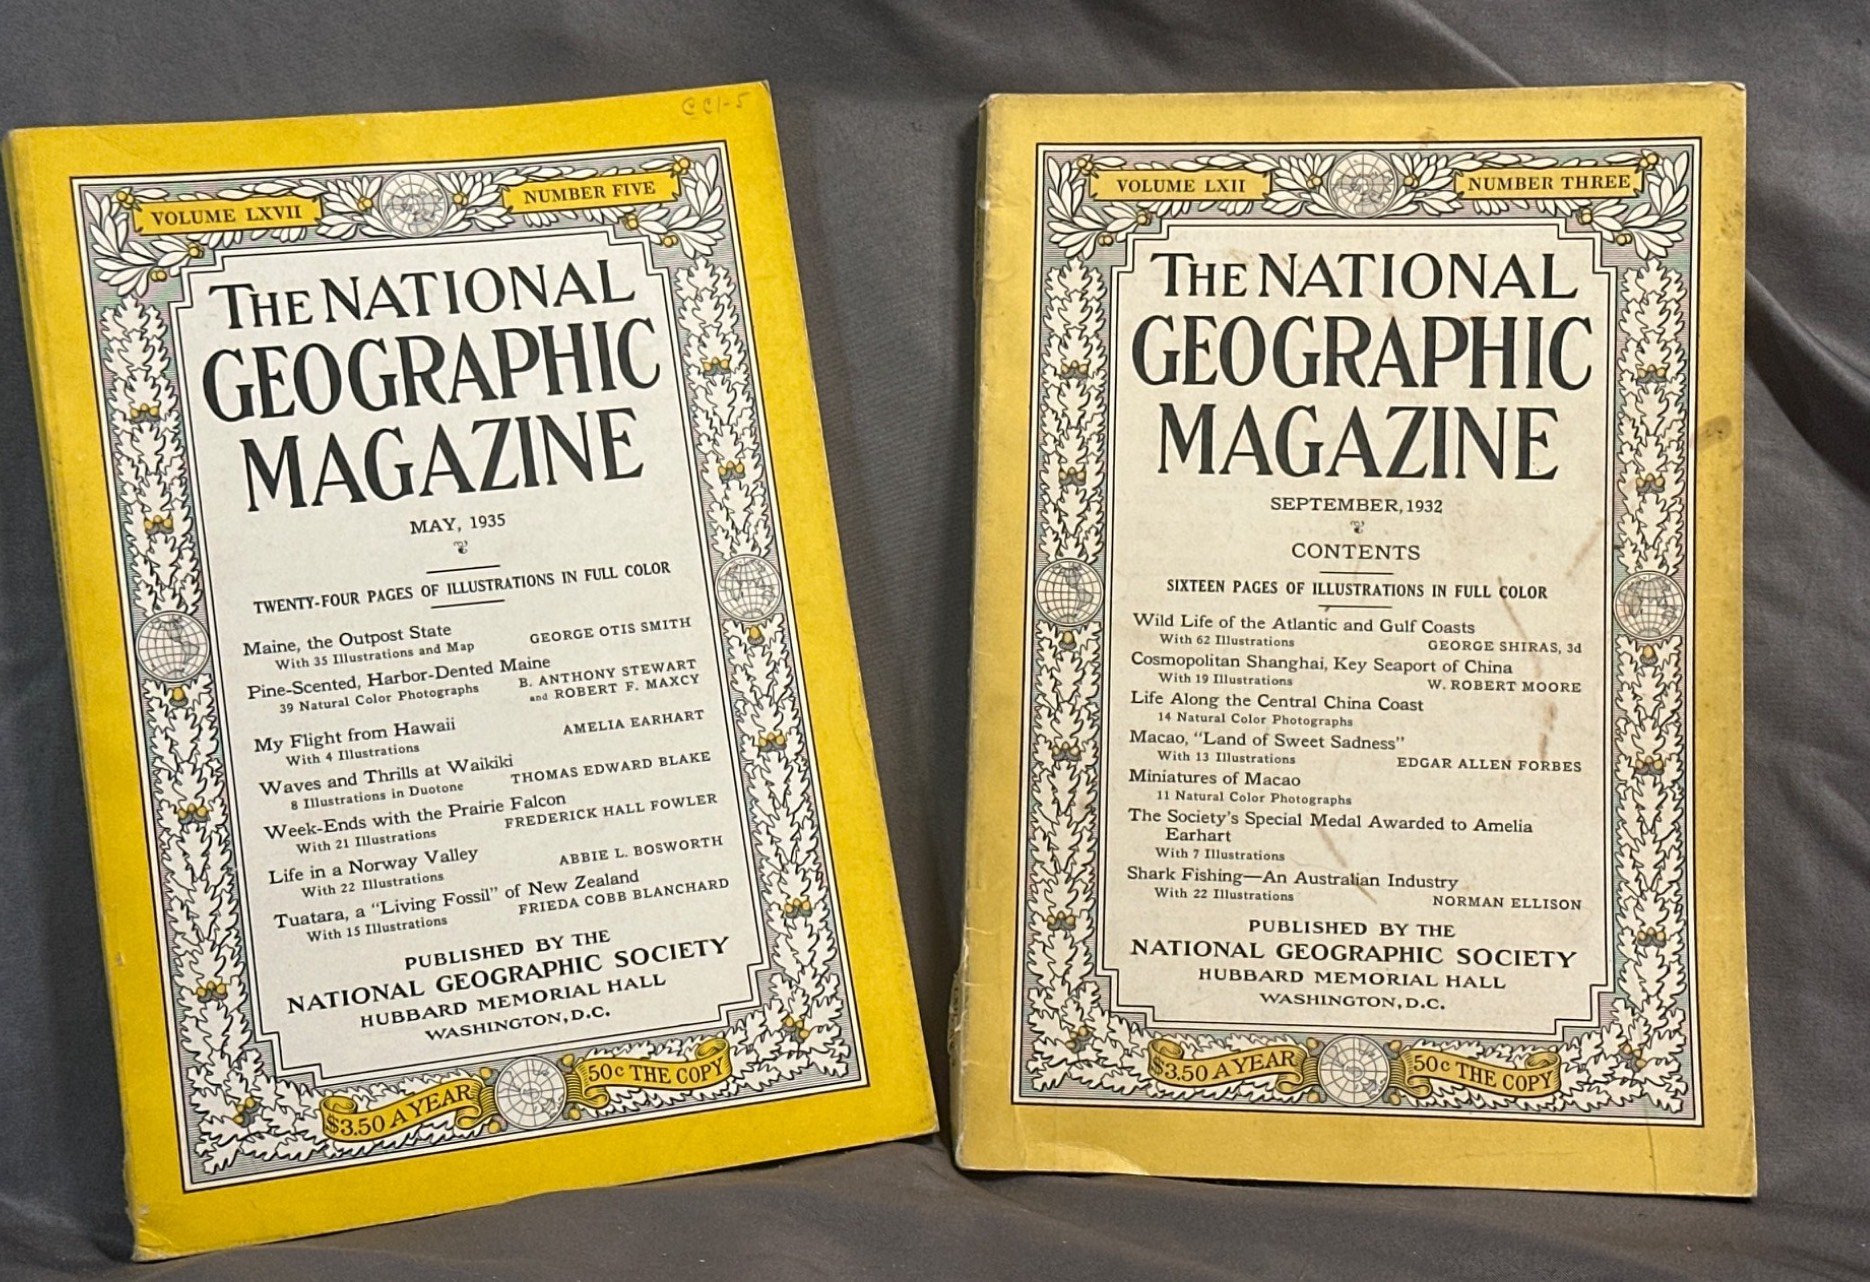 CC1-5
VOLUME LXVII
NUMBER FIVE
THE NATIONAL
GEOGRAPHIC
MAGAZINE
MAY, 1935
TWENTY-FOUR PAGES OF ILLUSTRATIONS IN FULL COLOR
Maine, the Outpost State
With 35 Illustrations and Map GEORGE OTIS SMITH
Pine-Scented, Harbor-Dented Maine
39 Natural Color Photographs B. ANTHONY STEWART
and ROBERT F. MAXCY
My Flight from Hawaii
With 4 Illustrations AMELIA EARHART
Waves and Thrills at Waikiki
8 Illustrations in Duotone THOMAS EDWARD BLAKE
Week-Ends with the Prairie Falcon
With 21 Illustrations FREDERICK HALL FOWLER
Life in a Norway Valley
With 22 Illustrations ABBIE L. BOSWORTH
Tuatara, a "Living Fossil" of New Zealand
With 15 Illustrations FRIEDA COBB BLANCHARD
PUBLISHED BY THE
NATIONAL GEOGRAPHIC SOCIETY
HUBBARD MEMORIAL HALL
WASHINGTON, D.C.
$3.50 A YEAR
50c THE COPY
VOLUME LXII
NUMBER THREE
THE NATIONAL
GEOGRAPHIC
MAGAZINE
SEPTEMBER, 1932
CONTENTS
SIXTEEN PAGES OF ILLUSTRATIONS IN FULL COLOR
Wild Life of the Atlantic and Gulf Coasts
With 62 Illustrations GEORGE SHIRAS, 3d
Cosmopolitan Shanghai, Key Seaport of China
With 19 Illustrations W. ROBERT MOORE
Life Along the Central China Coast
14 Natural Color Photographs
Macao, "Land of Sweet Sadness"
With 13 Illustrations EDGAR ALLEN FORBES
Miniatures of Macao
11 Natural Color Photographs
The Society's Special Medal Awarded to Amelia
Earhart
With 7 Illustrations
Shark Fishing—An Australian Industry
With 22 Illustrations NORMAN ELLISON
PUBLISHED BY THE
NATIONAL GEOGRAPHIC SOCIETY
HUBBARD MEMORIAL HALL
WASHINGTON, D.C.
$3.50 A YEAR
50c THE COPY